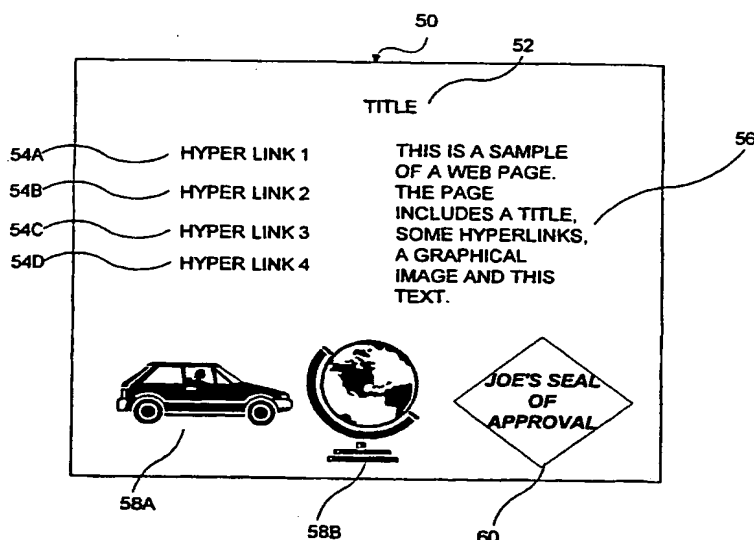 50
52
TITLE
54A HYPER LINK 1
54B HYPER LINK 2
54C HYPER LINK 3
54D HYPER LINK 4
THIS IS A SAMPLE
OF A WEB PAGE.
THE PAGE
INCLUDES A TITLE,
SOME HYPERLINKS,
A GRAPHICAL
IMAGE AND THIS
TEXT.
56
JOE'S SEAL
OF
APPROVAL
58A
58B
60